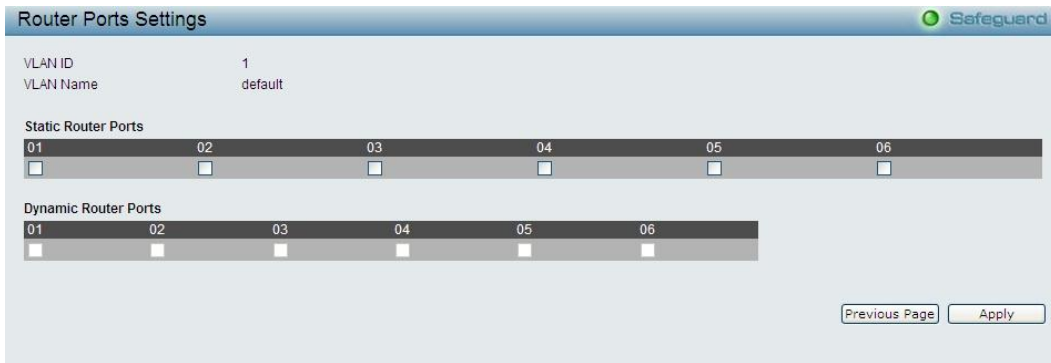 Router Ports Settings Safeguard
VLAN ID 1
VLAN Name default
Static Router Ports
01 02 03 04 05 06
Dynamic Router Ports
01 02 03 04 05 06
Previous Page Apply